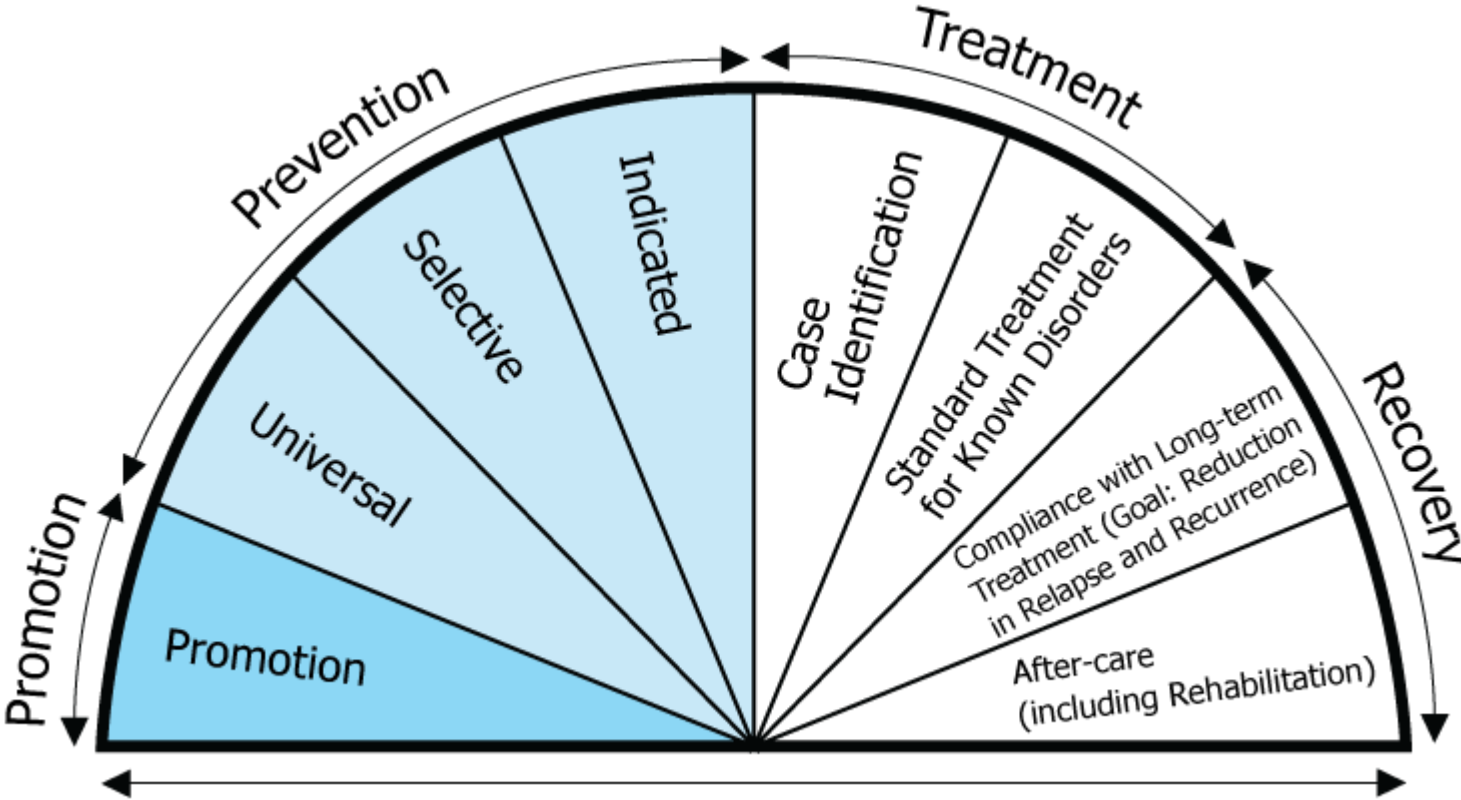 Promotion
Prevention
Treatment
Recovery
Promotion
Universal
Selective
Indicated
Case
Identification
Standard Treatment
for Known Disorders
Compliance with Long-term
Treatment (Goal: Reduction
in Relapse and Recurrence)
After-care
(including Rehabilitation)